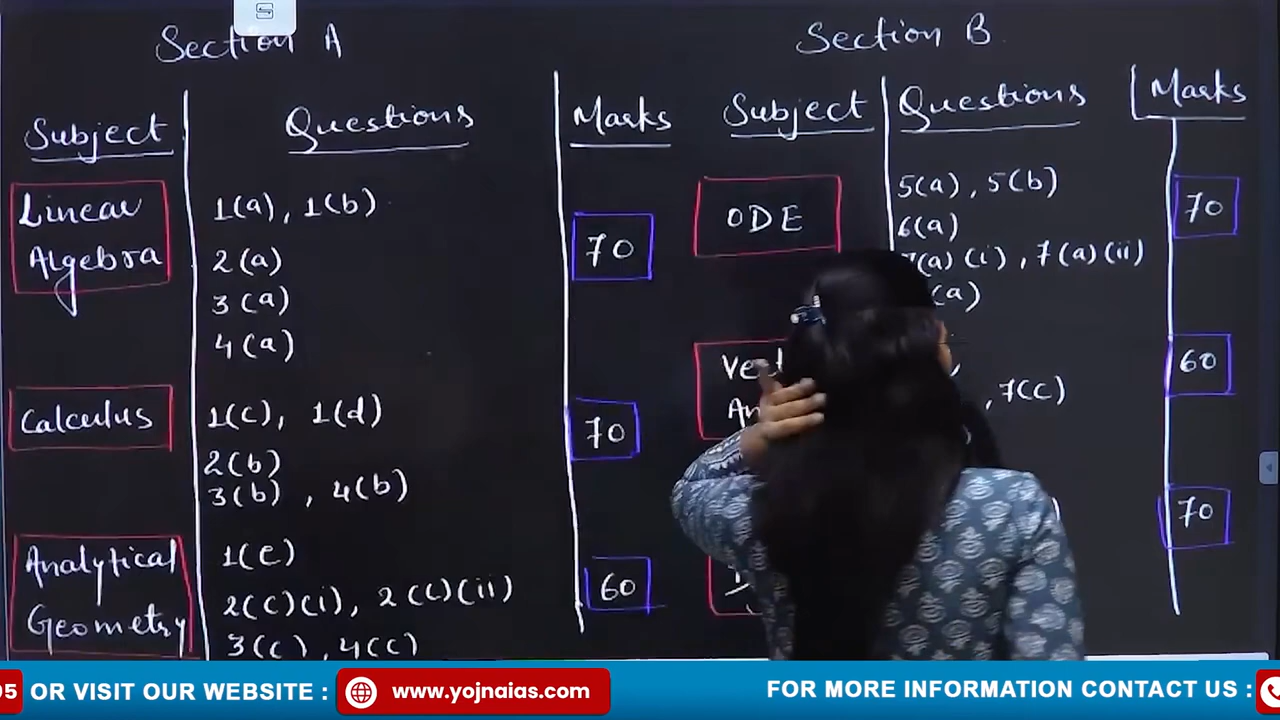 Section A
Subject Questions Marks
Linear
Algebra
1(a), 1(b)
2(a)
3(a)
4(a)
70
Calculus
1(c), 1(d)
2(b)
3(b), 4(b)
70
Analytical
Geometry
1(e)
2(c)(i), 2(c)(ii)
3(c), 4(c)
60
Section B
Subject Questions Marks
ODE
5(a), 5(b)
6(a)
(a)(i), 7(a)(ii)
(a)
70
, 7(c)
60
70
OR VISIT OUR WEBSITE : www.yojnaias.com FOR MORE INFORMATION CONTACT US :